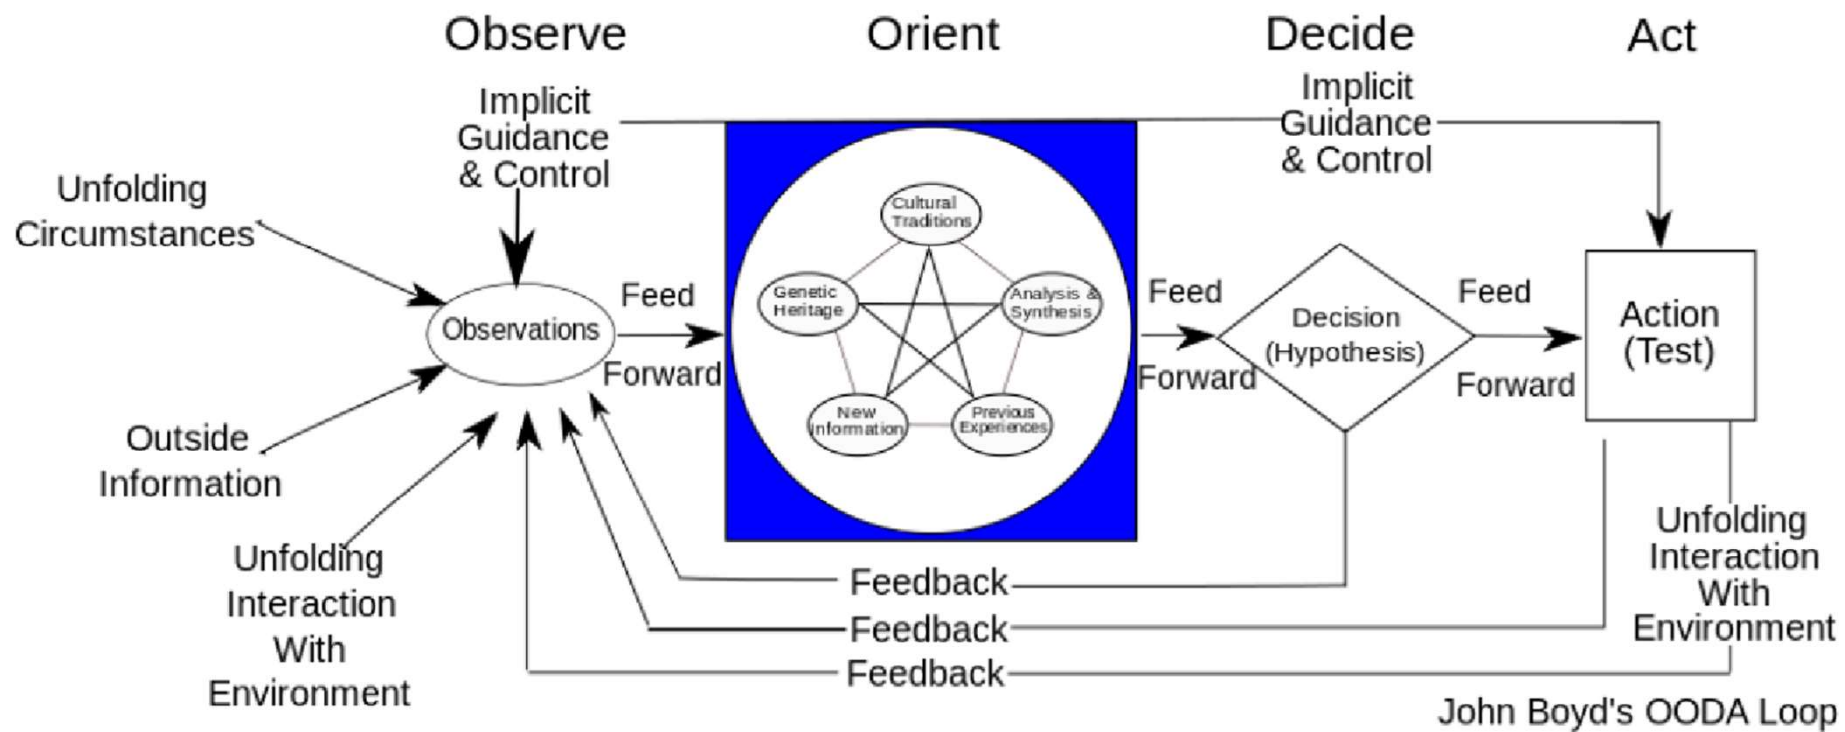 Observe
Orient
Decide
Act
Implicit
Guidance
& Control
Implicit
Guidance
& Control
Unfolding
Circumstances
Observations
Outside
Information
Unfolding
Interaction
With
Environment
Feed
Forward
Cultural
Traditions
Genetic
Heritage
Analysis &
Synthesis
New
Information
Previous
Experiences
Feed
Forward
Decision
(Hypothesis)
Feed
Forward
Action
(Test)
Unfolding
Interaction
With
Environment
Feedback
Feedback
Feedback
John Boyd's OODA Loop